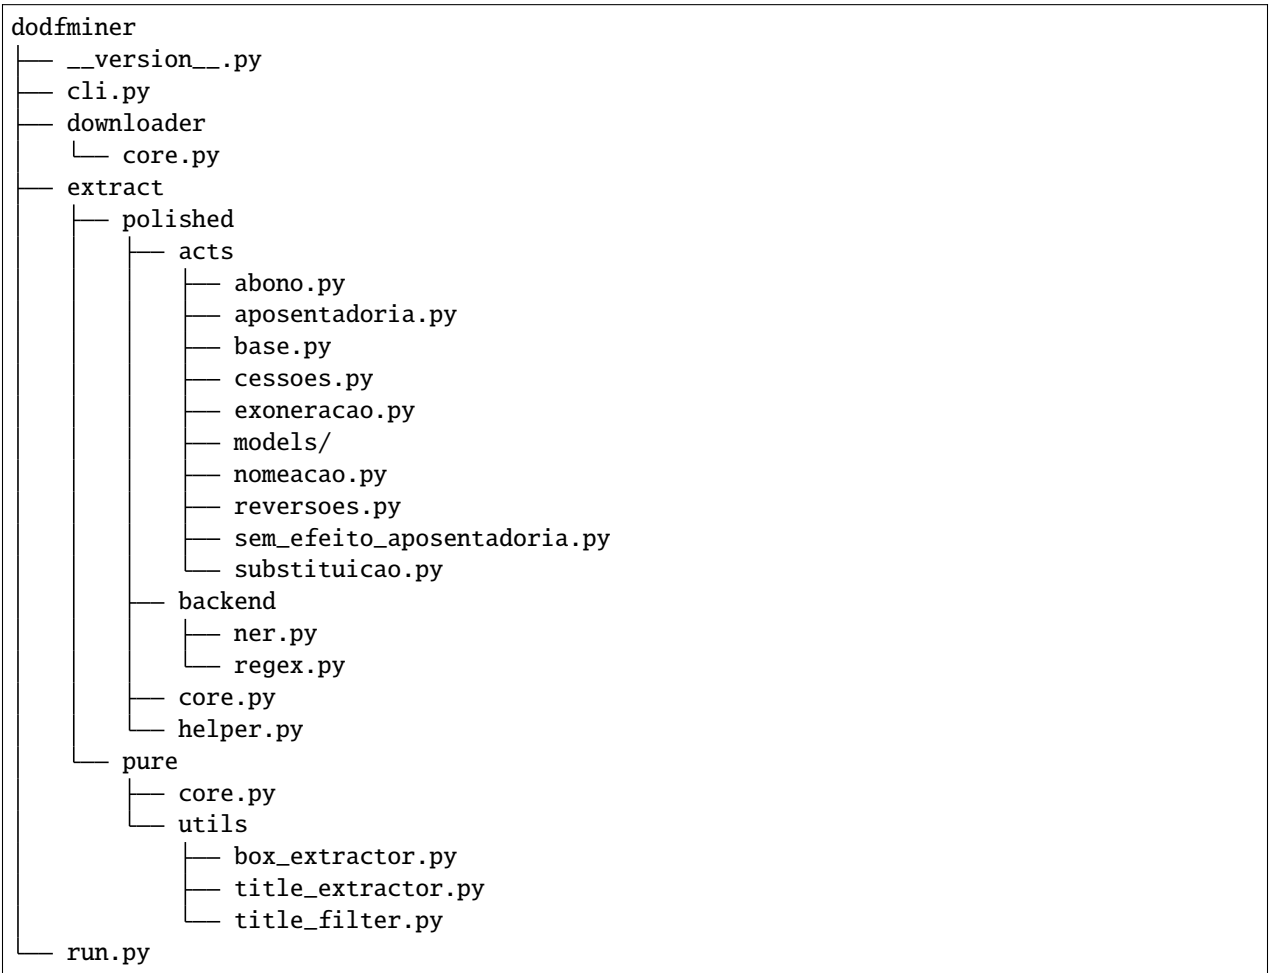 dodfminer
├── __version__.py
├── cli.py
├── downloader
│   └── core.py
├── extract
│   ├── polished
│   │   ├── acts
│   │   │   ├── abono.py
│   │   │   ├── aposentadoria.py
│   │   │   ├── base.py
│   │   │   ├── cessoes.py
│   │   │   ├── exoneracao.py
│   │   │   ├── models/
│   │   │   ├── nomeacao.py
│   │   │   ├── reversoes.py
│   │   │   ├── sem_efeito_aposentadoria.py
│   │   │   └── substituicao.py
│   │   ├── backend
│   │   │   ├── ner.py
│   │   │   └── regex.py
│   │   ├── core.py
│   │   └── helper.py
│   └── pure
│       ├── core.py
│       └── utils
│           ├── box_extractor.py
│           ├── title_extractor.py
│           └── title_filter.py
└── run.py